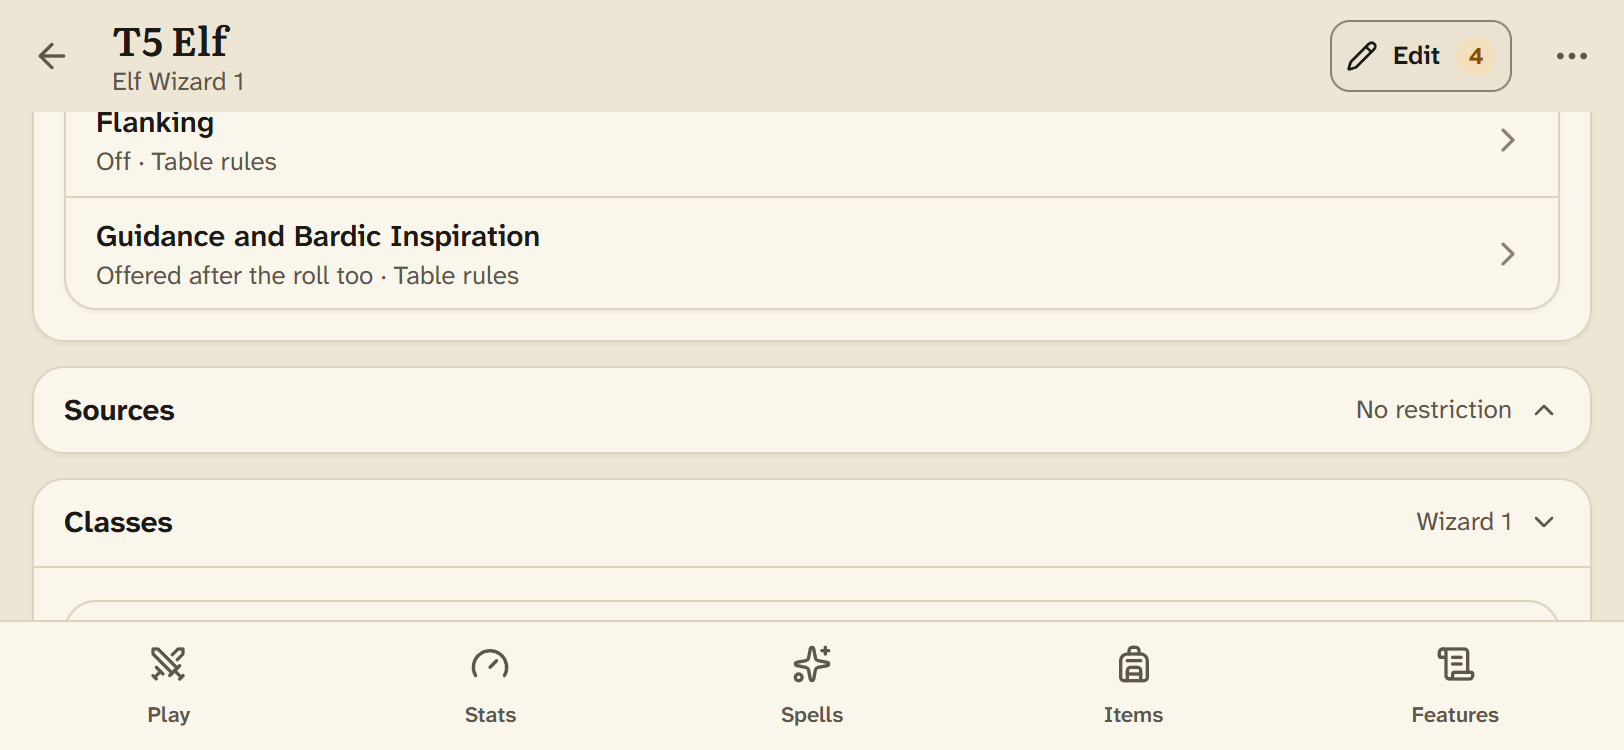 T5 Elf
Elf Wizard 1
Edit 4
Flanking
Off · Table rules
Guidance and Bardic Inspiration
Offered after the roll too · Table rules
Sources
No restriction
Classes
Wizard 1
Play
Stats
Spells
Items
Features